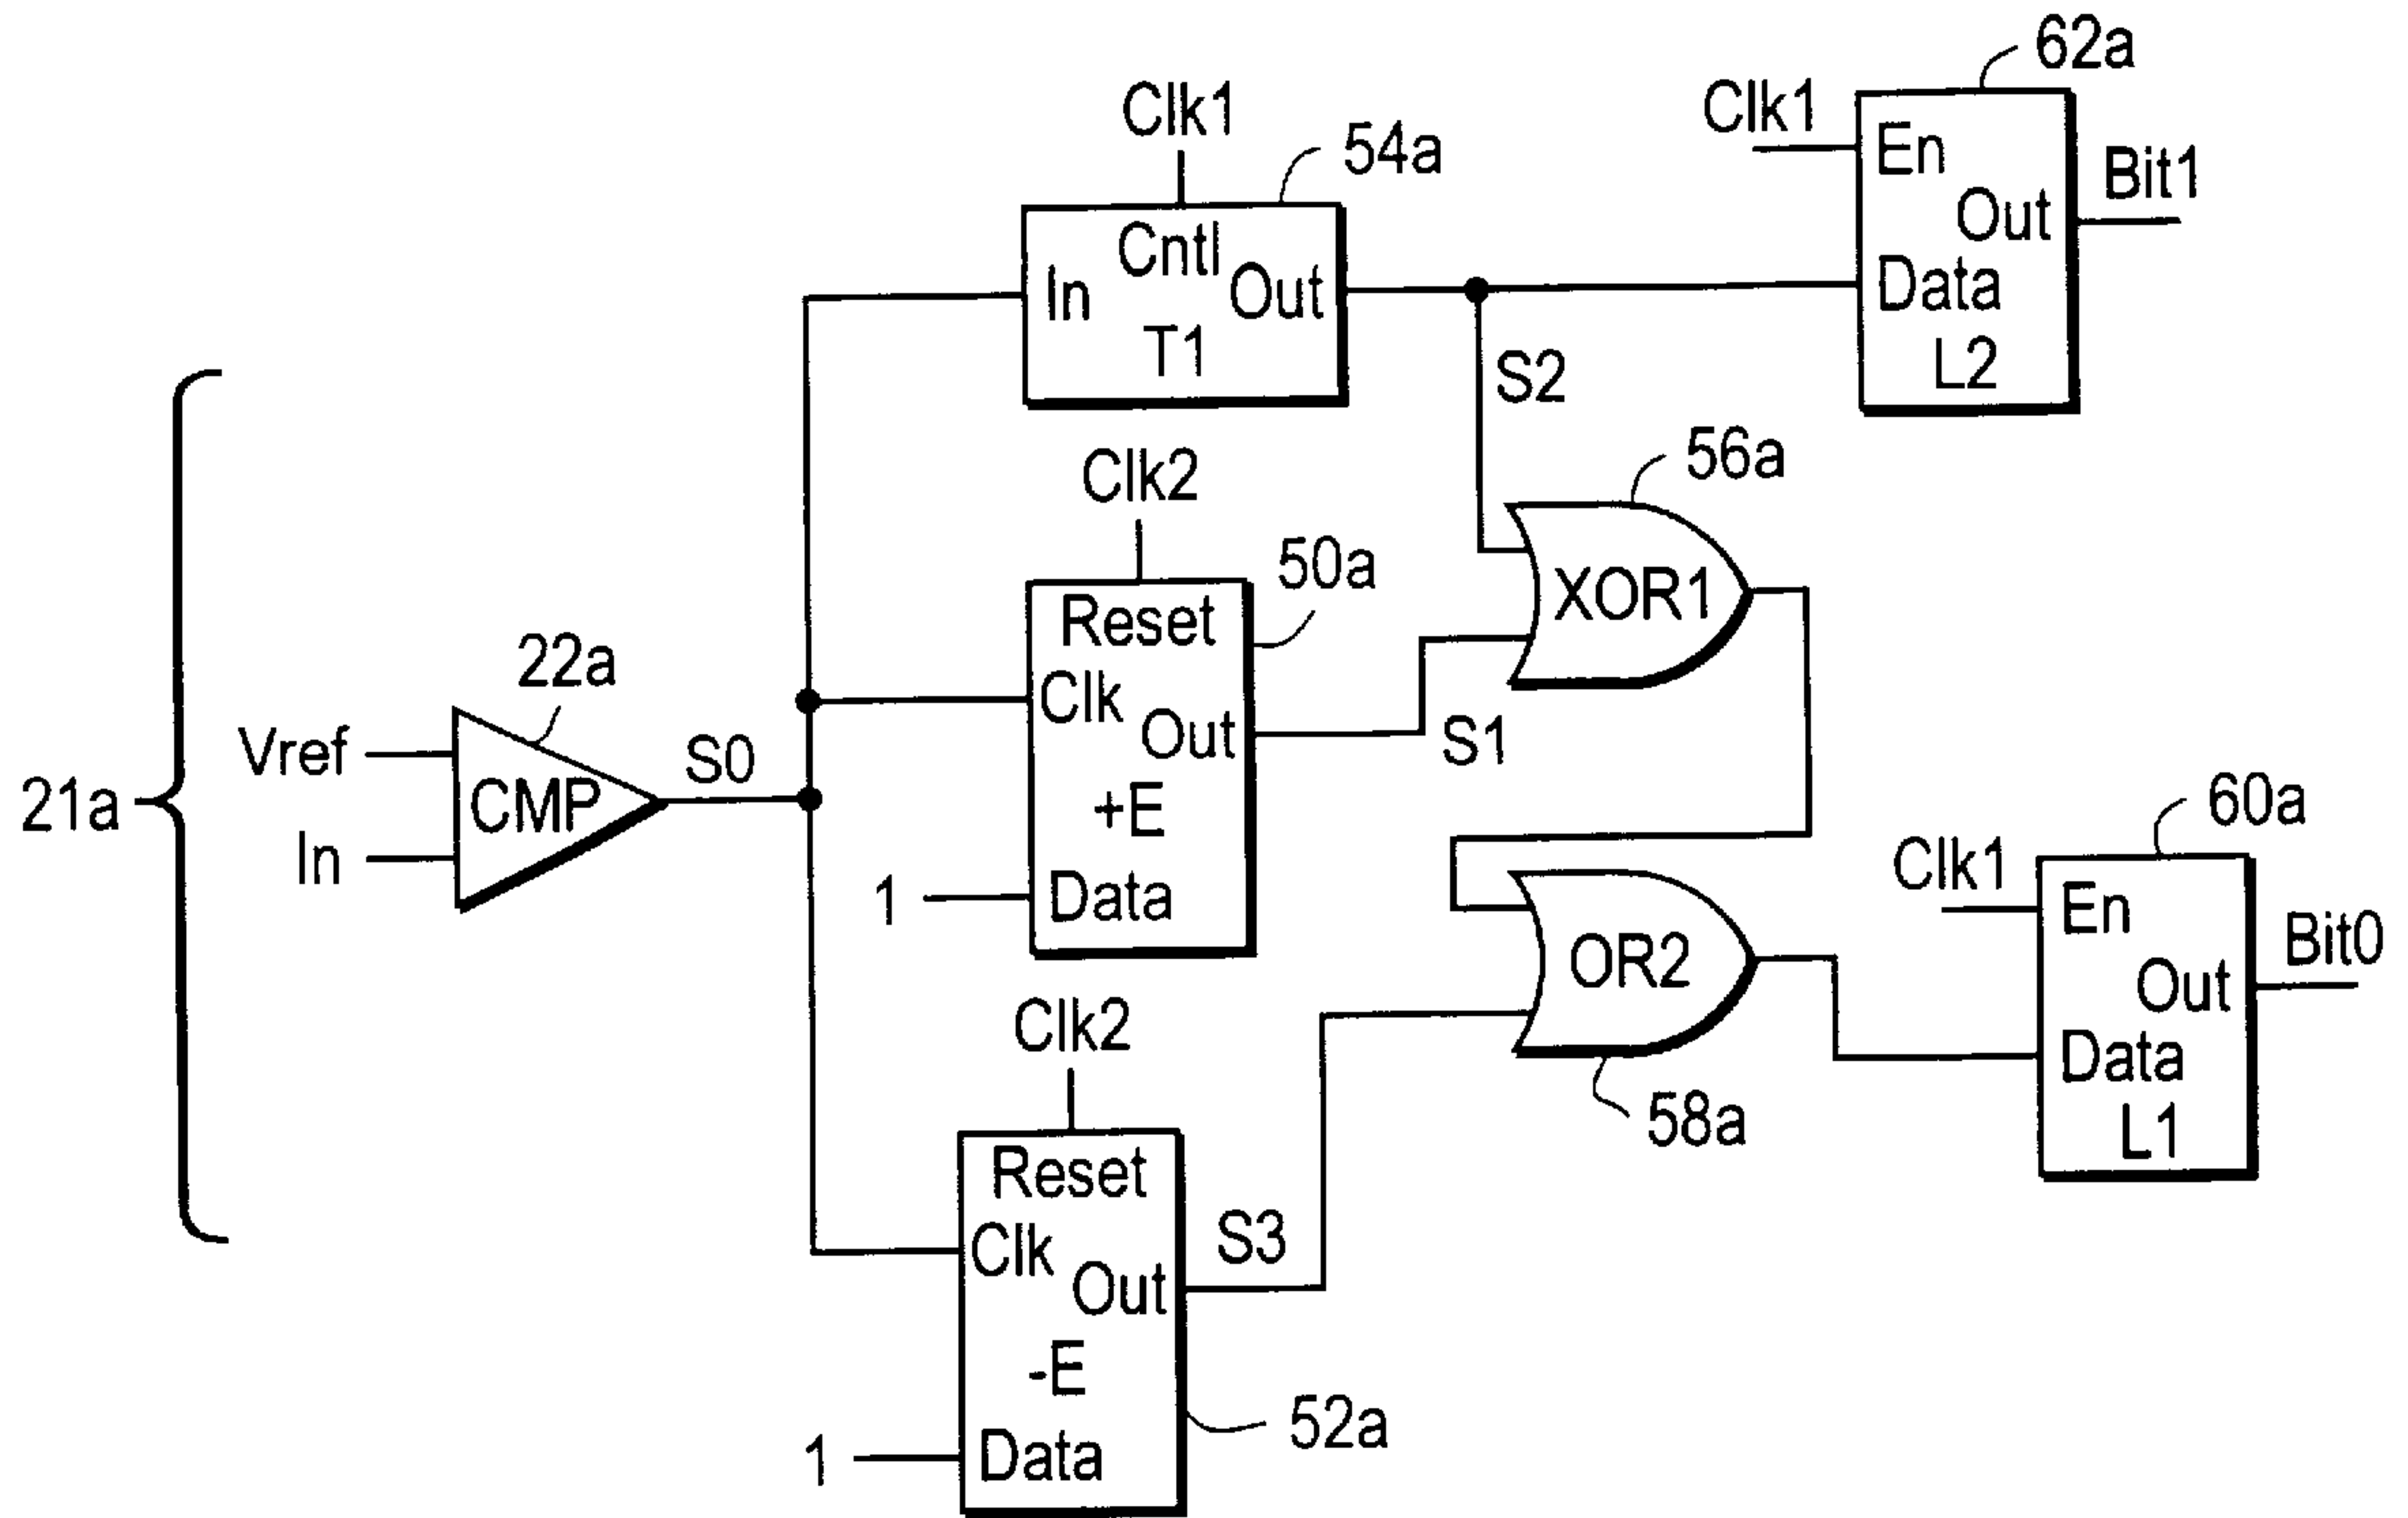 62a
Clk1
Clk1
54a
En
Bit1
Cntl
Out
In
Out
Data
T1
L2
S2
56a
Clk2
50a
XOR1
Reset
22a
Clk
Vref
S0
Out
S1
21a
CMP
+E
60a
In
Clk1
1
Data
En
Bit0
OR2
Out
Clk2
Data
58a
L1
Reset
S3
Clk
Out
-E
52a
1
Data